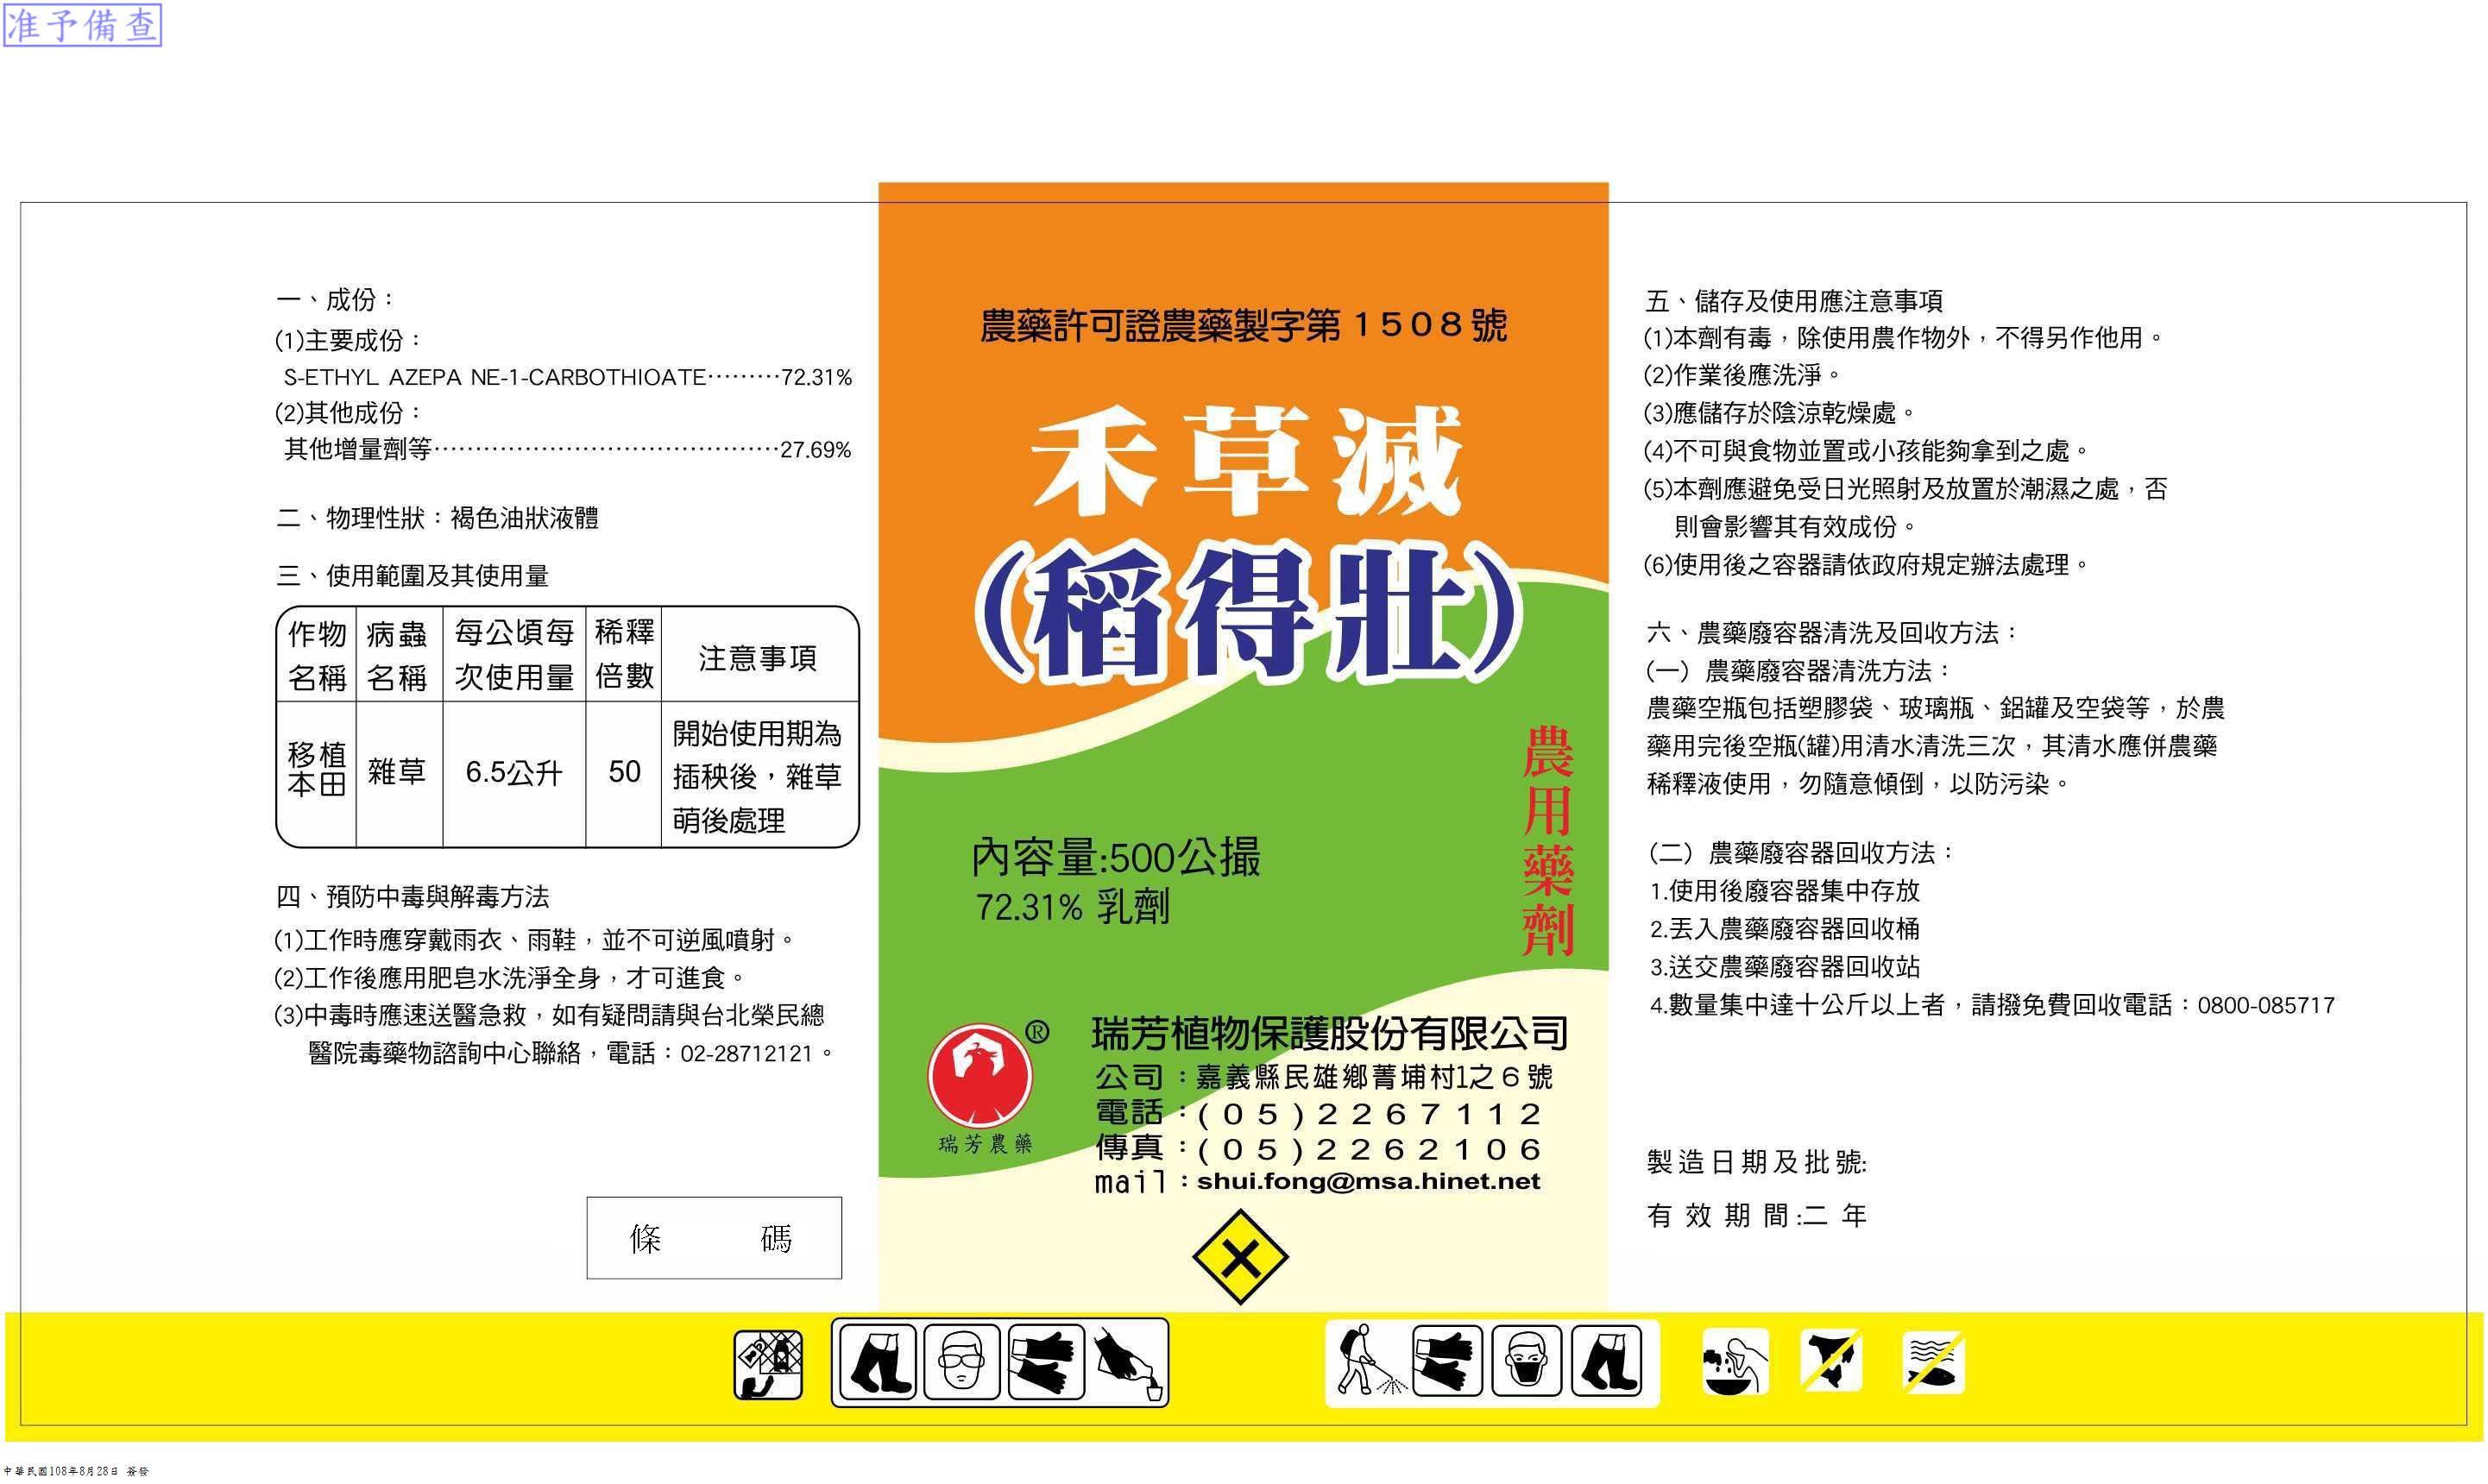 准予備查
一、成份：
(1)主要成份：
S-ETHYL AZEPA NE-1-CARBOTHIOATE………72.31%
(2)其他成份：
其他增量劑等……………………………………27.69%
二、物理性狀：褐色油狀液體
三、使用範圍及其使用量
作物名稱 病蟲名稱 每公頃每次使用量 稀釋倍數 注意事項
移植本田 雜草 6.5公升 50 開始使用期為插秧後，雜草萌後處理
四、預防中毒與解毒方法
(1)工作時應穿戴雨衣、雨鞋，並不可逆風噴射。
(2)工作後應用肥皂水洗淨全身，才可進食。
(3)中毒時應速送醫急救，如有疑問請與台北榮民總
醫院毒藥物諮詢中心聯絡，電話：02-28712121。
條 碼
農藥許可證農藥製字第1508號
禾草滅
(稻得壯)
農用藥劑
內容量:500公撮
72.31% 乳劑
®
瑞芳農藥
瑞芳植物保護股份有限公司
公司：嘉義縣民雄鄉菁埔村1之6號
電話：(05)2267112
傳真：(05)2262106
mail：shui.fong@msa.hinet.net
五、儲存及使用應注意事項
(1)本劑有毒，除使用農作物外，不得另作他用。
(2)作業後應洗淨。
(3)應儲存於陰涼乾燥處。
(4)不可與食物並置或小孩能夠拿到之處。
(5)本劑應避免受日光照射及放置於潮濕之處，否
則會影響其有效成份。
(6)使用後之容器請依政府規定辦法處理。
六、農藥廢容器清洗及回收方法：
(一) 農藥廢容器清洗方法：
農藥空瓶包括塑膠袋、玻璃瓶、鋁罐及空袋等，於農
藥用完後空瓶(罐)用清水清洗三次，其清水應併農藥
稀釋液使用，勿隨意傾倒，以防污染。
(二) 農藥廢容器回收方法：
1.使用後廢容器集中存放
2.丟入農藥廢容器回收桶
3.送交農藥廢容器回收站
4.數量集中達十公斤以上者，請撥免費回收電話：0800-085717
製造日期及批號:
有效期間:二年
中華民國108年8月28日 簽發